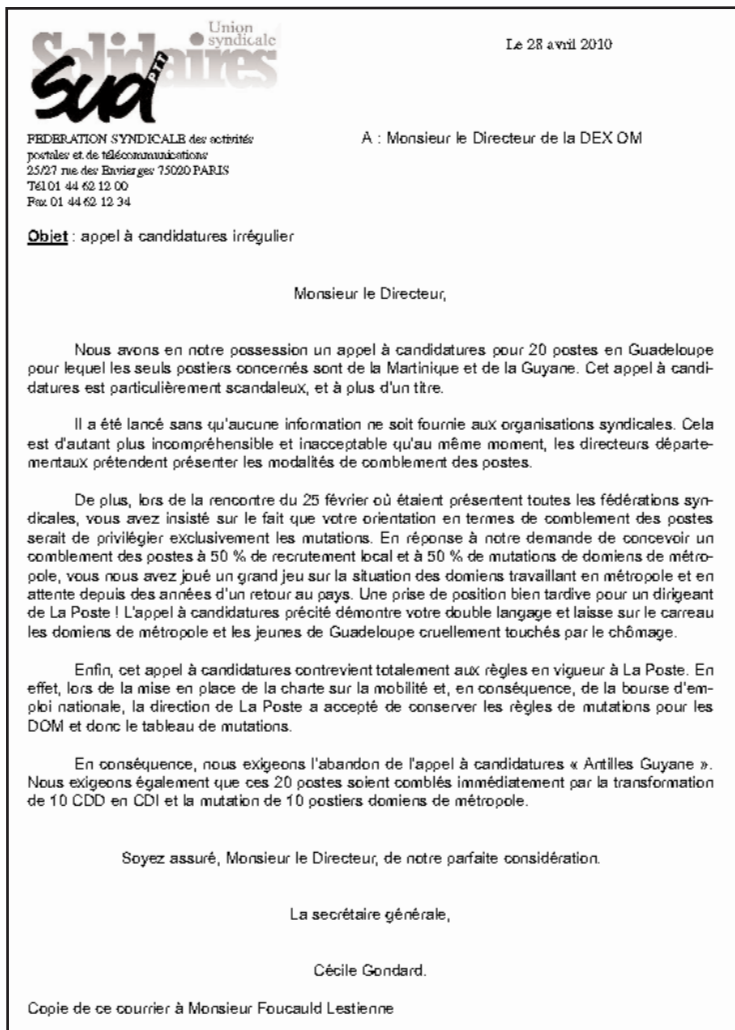 Union
syndicale
Solidaires
Sud PTT
Le 28 avril 2010
FEDERATION SYNDICALE des activités
postales et de télécommunications
25/27 rue des Envierges 75020 PARIS
Tél 01 44 62 12 00
Fax 01 44 62 12 34
A : Monsieur le Directeur de la DEX OM
Objet : appel à candidatures irrégulier
Monsieur le Directeur,
Nous avons en notre possession un appel à candidatures pour 20 postes en Guadeloupe
pour lequel les seuls postiers concernés sont de la Martinique et de la Guyane. Cet appel à candi-
datures est particulièrement scandaleux, et à plus d'un titre.
Il a été lancé sans qu'aucune information ne soit fournie aux organisations syndicales. Cela
est d'autant plus incompréhensible et inacceptable qu'au même moment, les directeurs départe-
mentaux prétendent présenter les modalités de comblement des postes.
De plus, lors de la rencontre du 25 février où étaient présentent toutes les fédérations syn-
dicales, vous avez insisté sur le fait que votre orientation en termes de comblement des postes
serait de privilégier exclusivement les mutations. En réponse à notre demande de concevoir un
comblement des postes à 50 % de recrutement local et à 50 % de mutations de domiens de métro-
pole, vous nous avez joué un grand jeu sur la situation des domiens travaillant en métropole et en
attente depuis des années d'un retour au pays. Une prise de position bien tardive pour un dirigeant
de La Poste ! L'appel à candidatures précité démontre votre double langage et laisse sur le carreau
les domiens de métropole et les jeunes de Guadeloupe cruellement touchés par le chômage.
Enfin, cet appel à candidatures contrevient totalement aux règles en vigueur à La Poste. En
effet, lors de la mise en place de la charte sur la mobilité et, en conséquence, de la bourse d'em-
ploi nationale, la direction de La Poste a accepté de conserver les règles de mutations pour les
DOM et donc le tableau de mutations.
En conséquence, nous exigeons l'abandon de l'appel à candidatures « Antilles Guyane ».
Nous exigeons également que ces 20 postes soient comblés immédiatement par la transformation
de 10 CDD en CDI et la mutation de 10 postiers domiens de métropole.
Soyez assuré, Monsieur le Directeur, de notre parfaite considération.
La secrétaire générale,
Cécile Gondard.
Copie de ce courrier à Monsieur Foucauld Lestienne